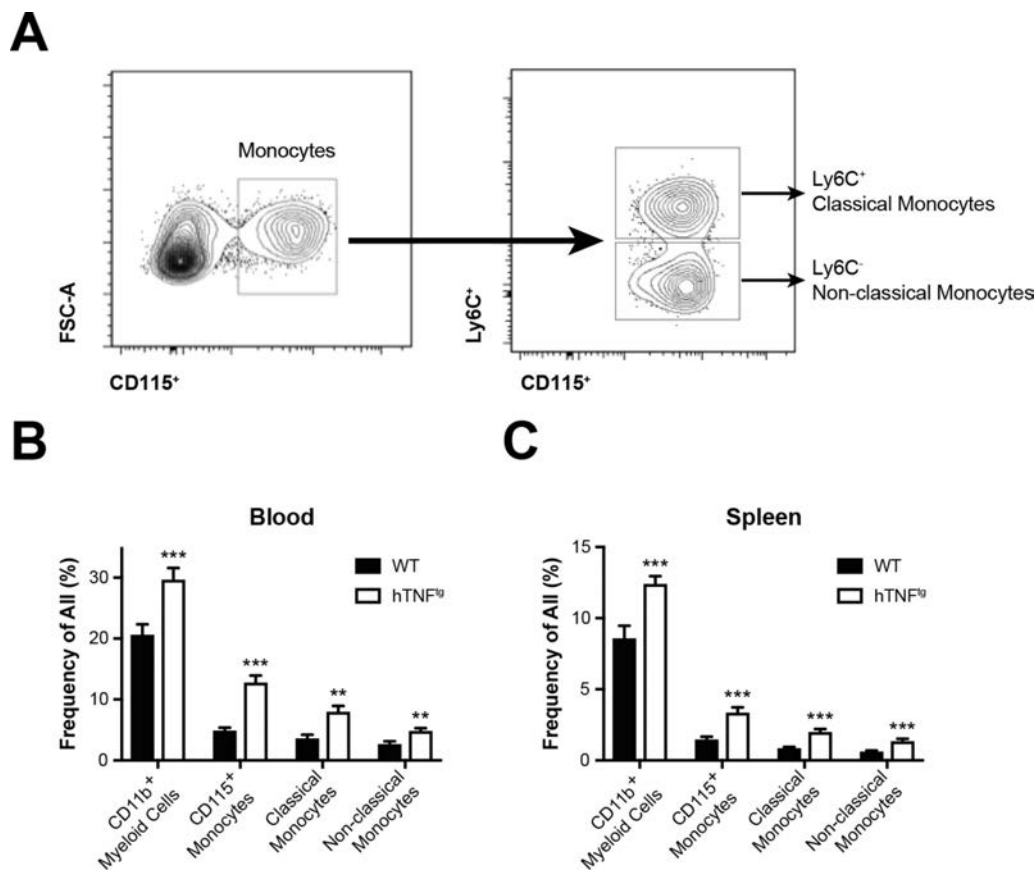 A
Monocytes
FSC-A
CD115⁺
Ly6C⁺
CD115⁺
Ly6C⁺
Classical Monocytes
Ly6C⁻
Non-classical Monocytes
B
Blood
Frequency of All (%)
30
20
10
0
***
***
**
**
WT
hTNFᵗᵍ
CD11b⁺
Myeloid Cells
CD115⁺
Monocytes
Classical
Monocytes
Non-classical
Monocytes
C
Spleen
Frequency of All (%)
15
10
5
0
***
***
***
***
WT
hTNFᵗᵍ
CD11b⁺
Myeloid Cells
CD115⁺
Monocytes
Classical
Monocytes
Non-classical
Monocytes